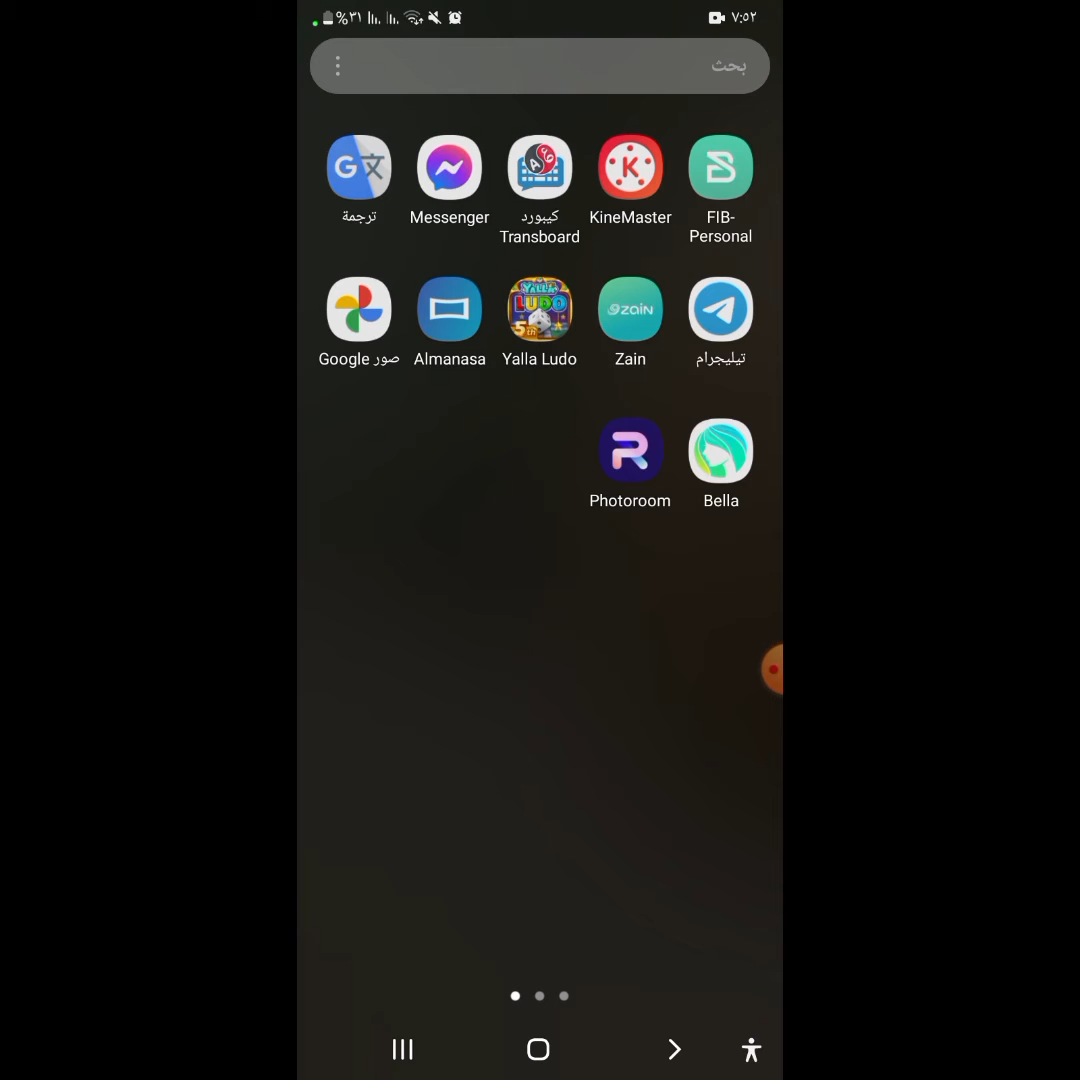 ٧:٥٢
%٣١
بحث
FIB-
Personal
KineMaster
كيبورد
Transboard
Messenger
ترجمة
تيليجرام
Zain
Yalla Ludo
Almanasa
صور Google
Bella
Photoroom